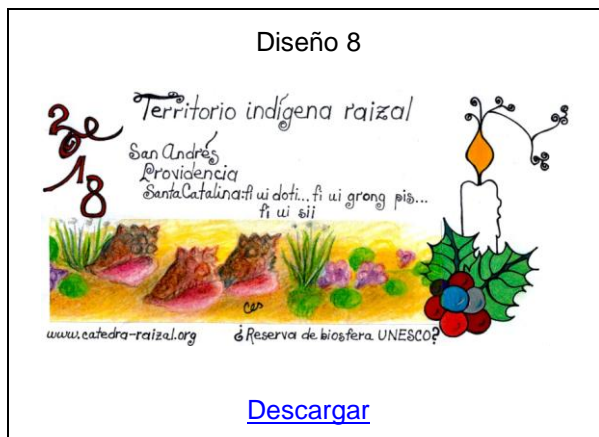 Diseño 8
2018
Territorio indígena raizal
San Andrés
Providencia
Santa Catalina: fi ui doti... fi ui grong pis...
fi ui sii
ces
www.catedra-raizal.org ¿Reserva de biosfera UNESCO?
Descargar